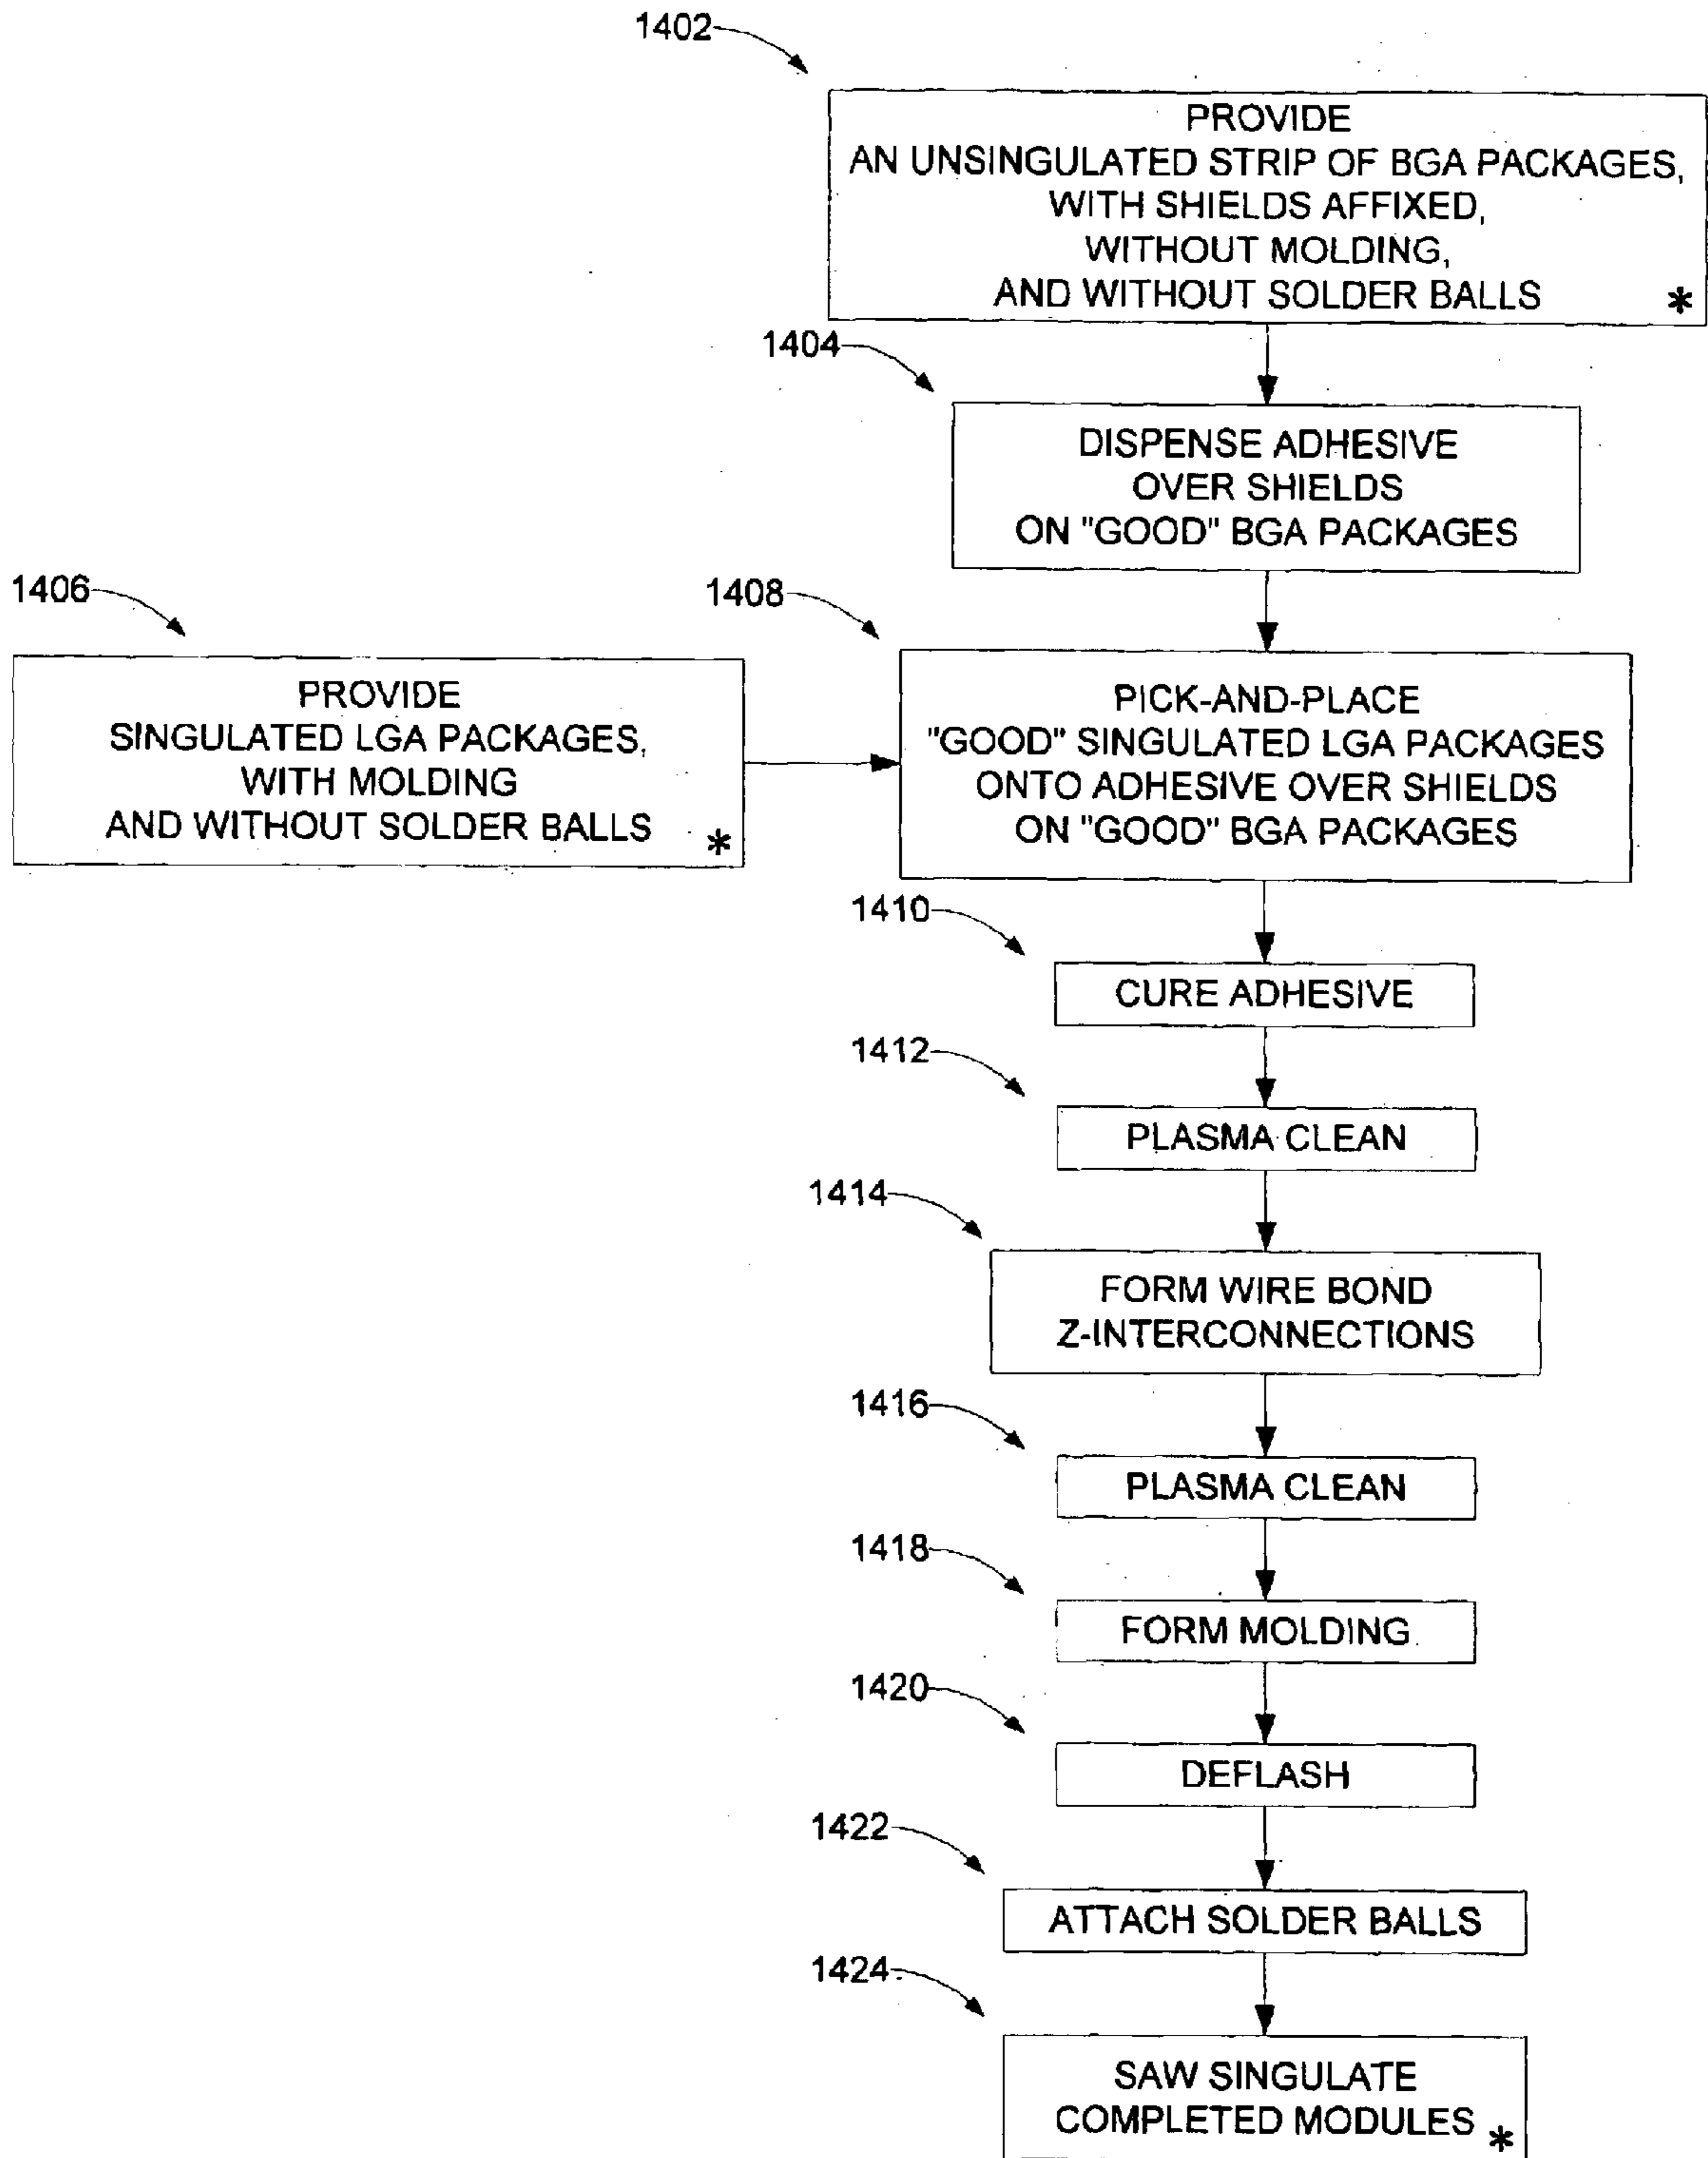 1402
PROVIDE
AN UNSINGULATED STRIP OF BGA PACKAGES,
WITH SHIELDS AFFIXED,
WITHOUT MOLDING,
AND WITHOUT SOLDER BALLS *
1404
DISPENSE ADHESIVE
OVER SHIELDS
ON "GOOD" BGA PACKAGES
1406
PROVIDE
SINGULATED LGA PACKAGES,
WITH MOLDING
AND WITHOUT SOLDER BALLS *
1408
PICK-AND-PLACE
"GOOD" SINGULATED LGA PACKAGES
ONTO ADHESIVE OVER SHIELDS
ON "GOOD" BGA PACKAGES
1410
CURE ADHESIVE
1412
PLASMA CLEAN
1414
FORM WIRE BOND
Z-INTERCONNECTIONS
1416
PLASMA CLEAN
1418
FORM MOLDING
1420
DEFLASH
1422
ATTACH SOLDER BALLS
1424
SAW SINGULATE
COMPLETED MODULES *